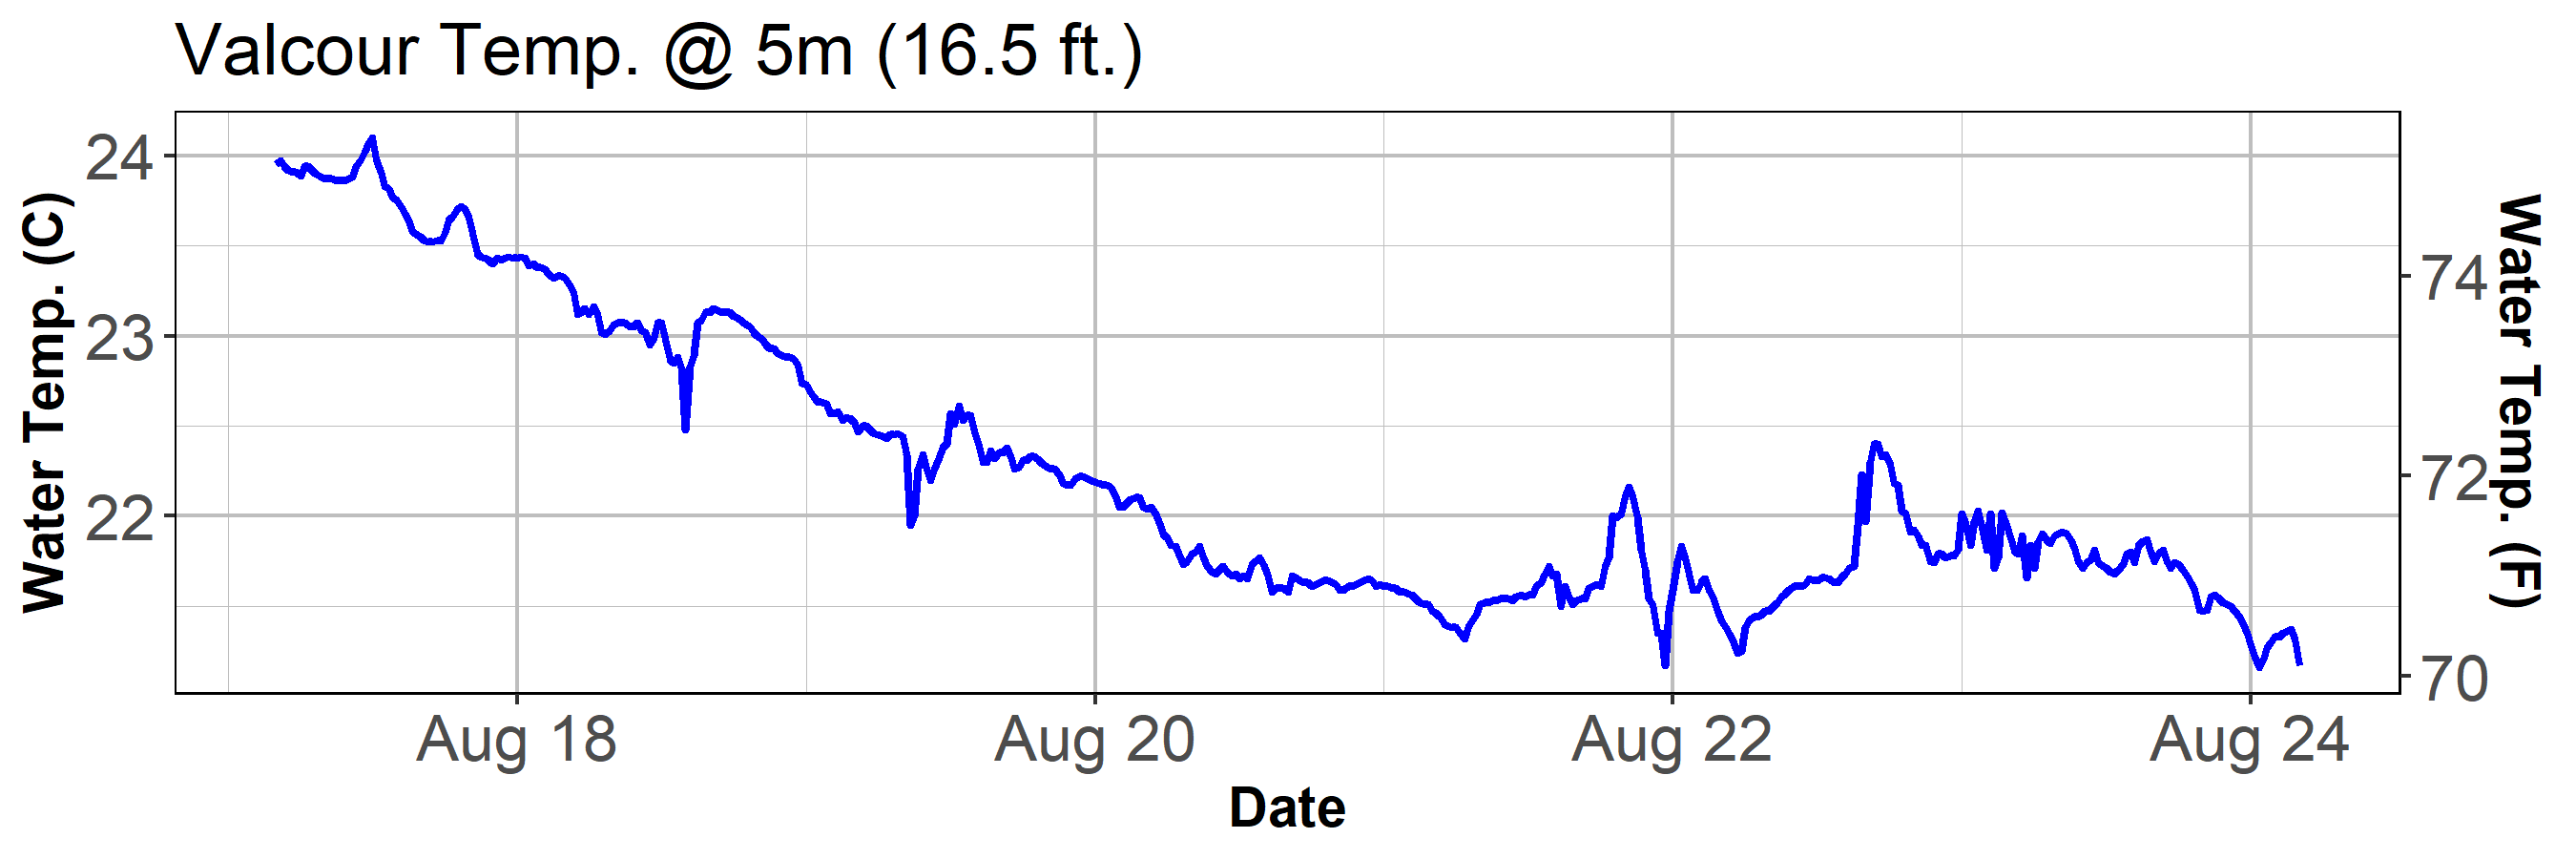 Valcour Temp. @ 5m (16.5 ft.)
Water Temp. (C)
24
23
22
74
72
70
Water Temp. (F)
Aug 18
Aug 20
Aug 22
Aug 24
Date